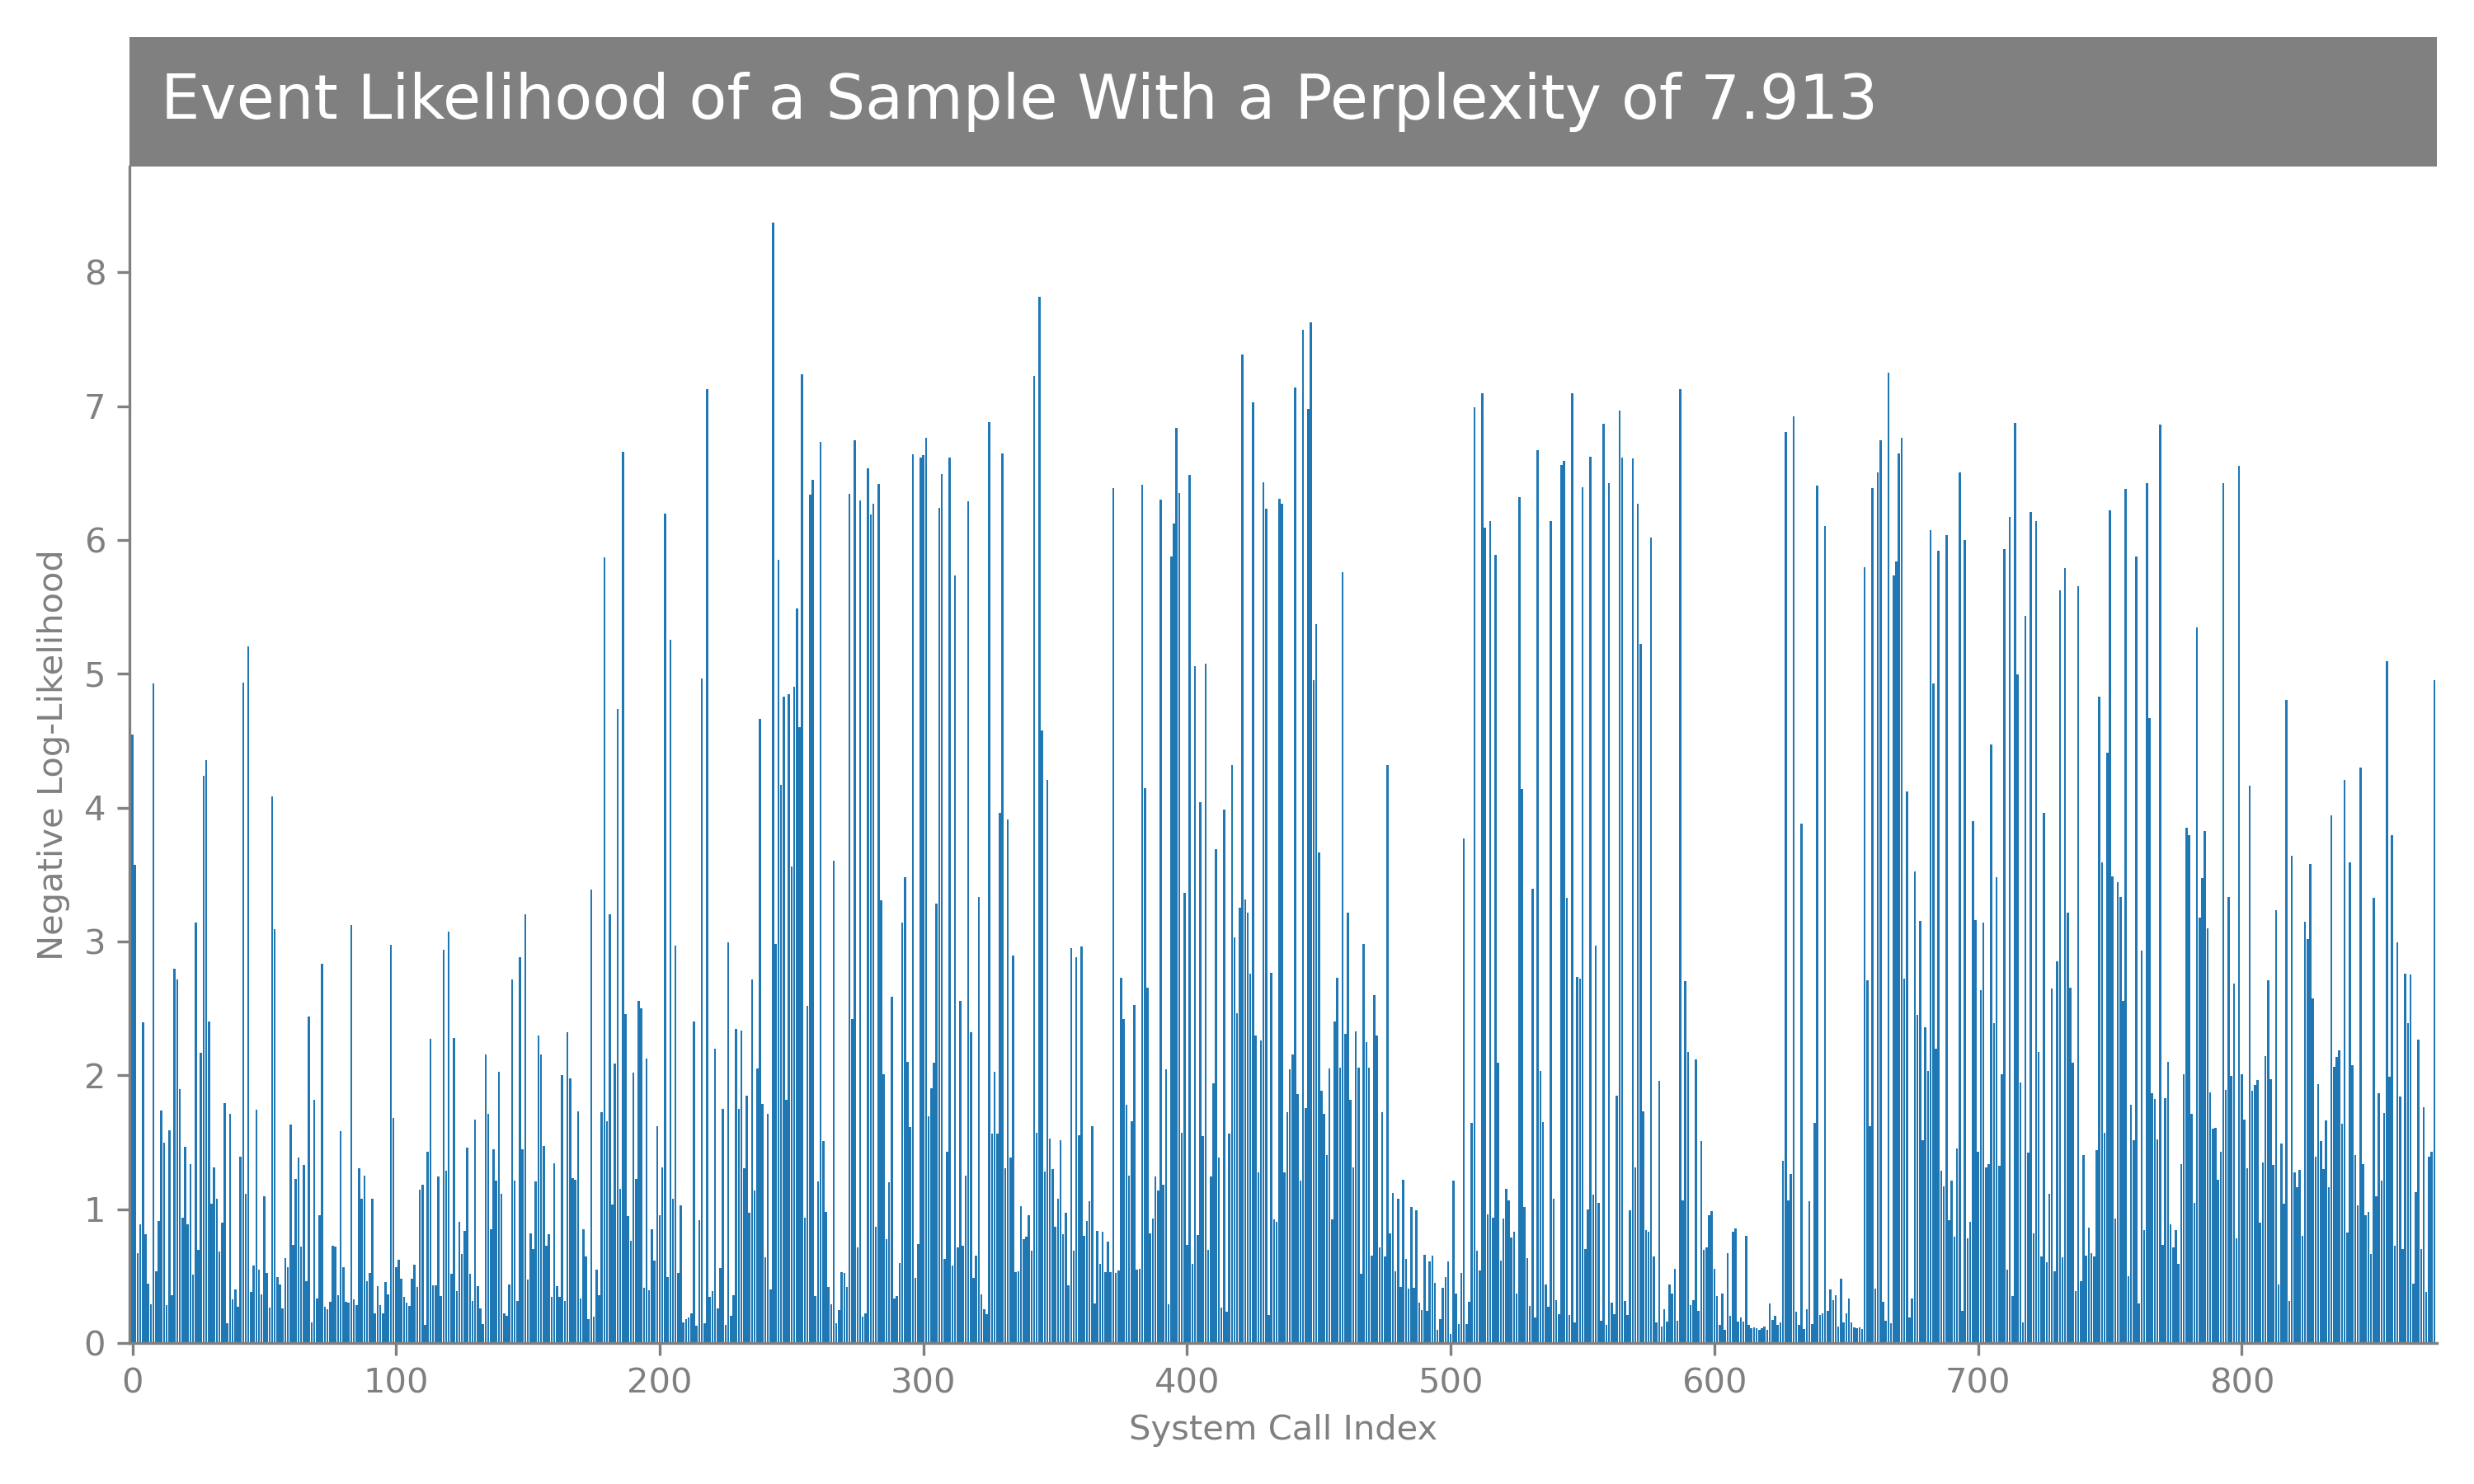 Event Likelihood of a Sample With a Perplexity of 7.913
8
7
6
5
4
3
2
1
0
Negative Log-Likelihood
0 100 200 300 400 500 600 700 800
System Call Index